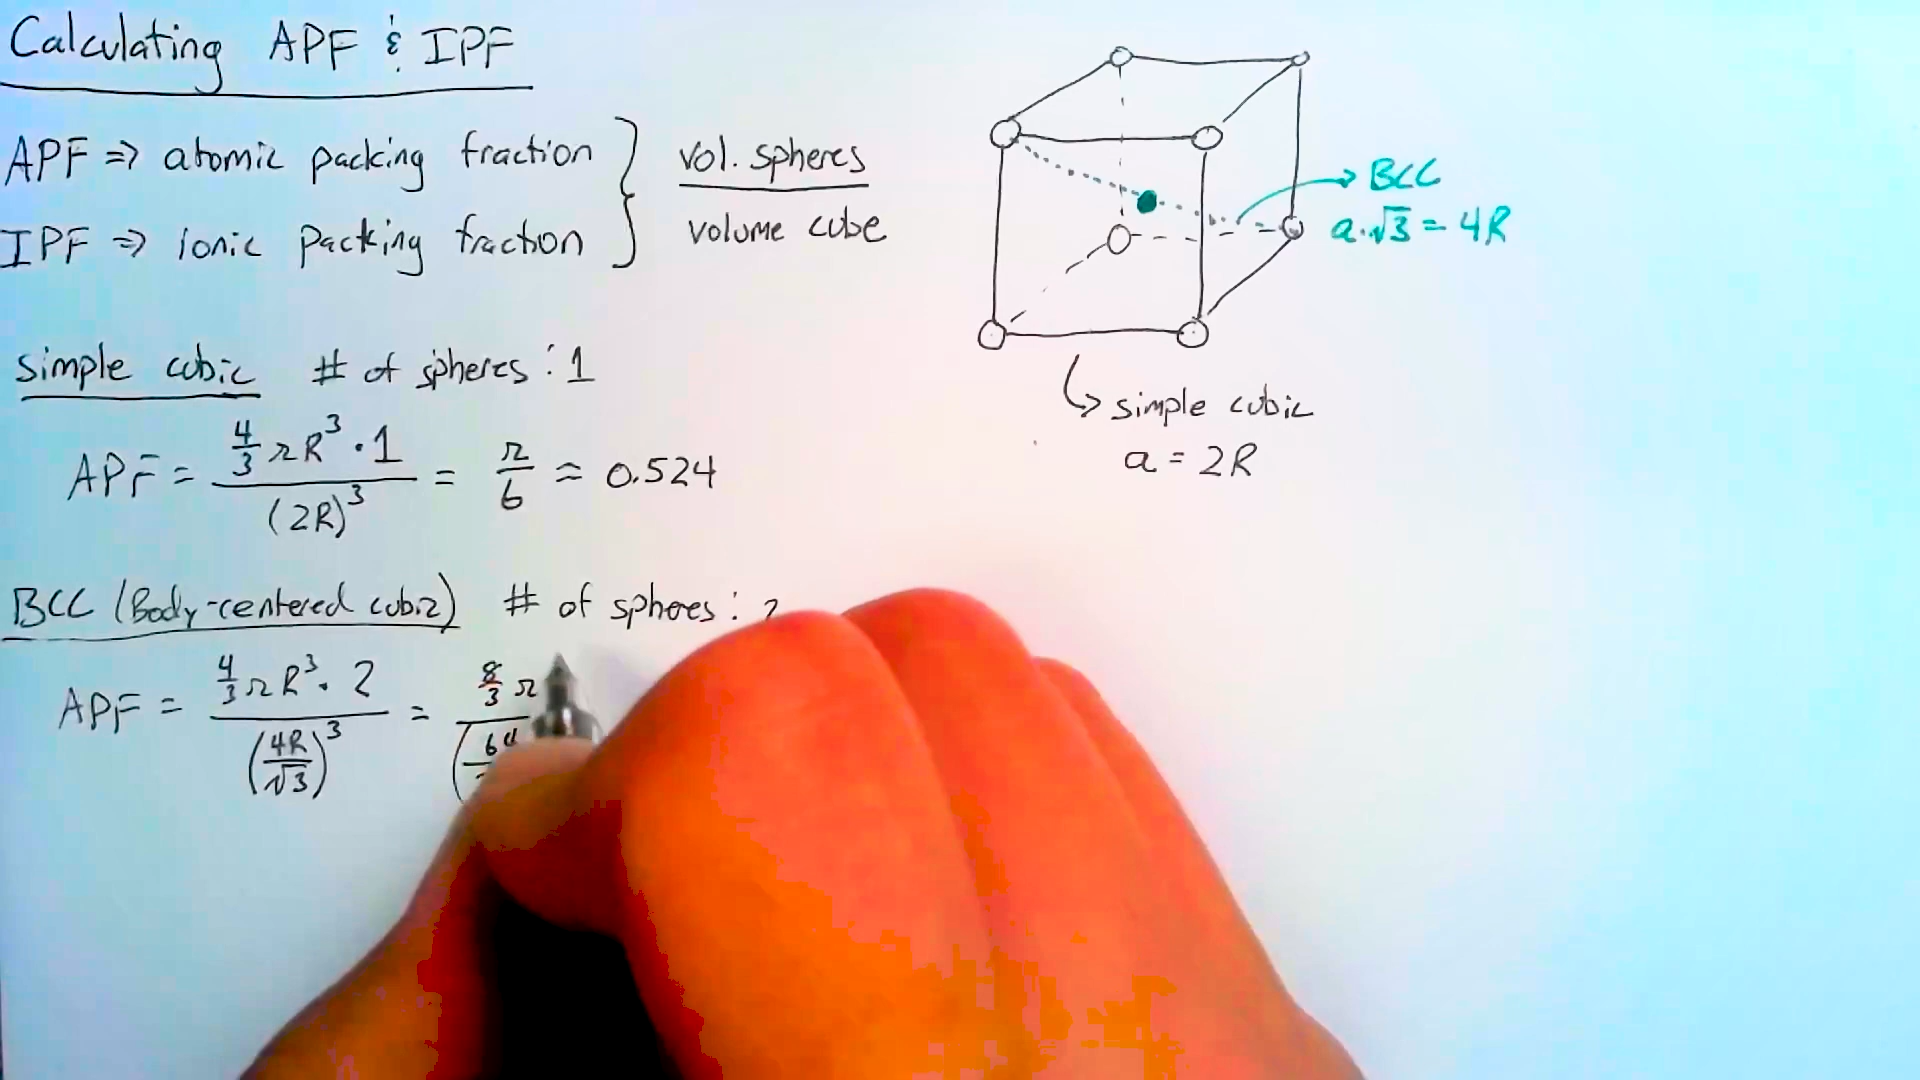 Calculating APF & IPF
APF => atomic packing fraction } vol. spheres / volume cube
IPF => ionic packing fraction
BCC
a·√3 = 4R
simple cubic # of spheres : 1
simple cubic
a = 2R
APF = (4/3 πR³ · 1) / (2R)³ = π/6 ≈ 0.524
BCC (Body-centered cubic) # of spheres :
APF = (4/3 πR³ · 2) / (4R/√3)³ = 8/3 π / (64